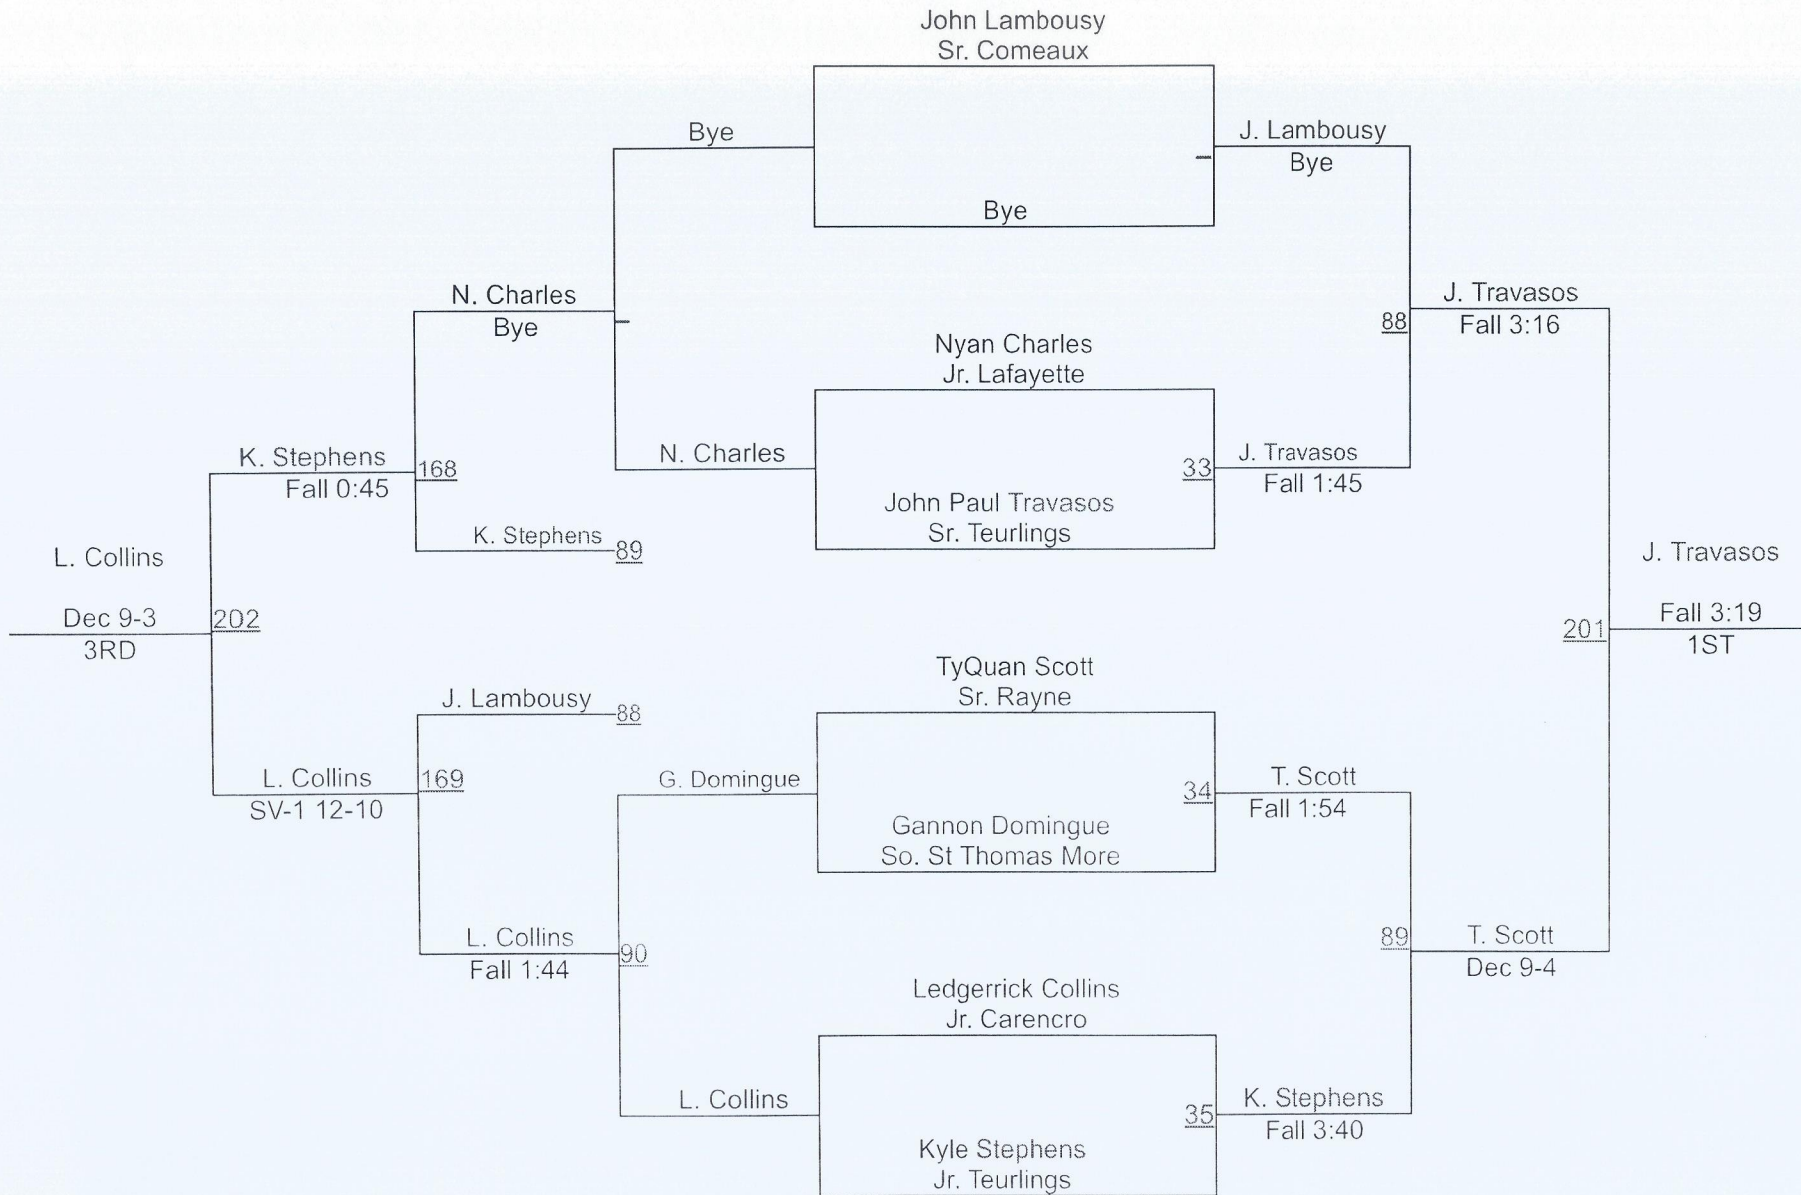 John Lambousy
Sr. Comeaux
Bye
J. Lambousy
Bye
Bye
N. Charles
Bye
J. Travasos
Fall 3:16
88
Nyan Charles
Jr. Lafayette
N. Charles
33
J. Travasos
Fall 1:45
K. Stephens
168
Fall 0:45
John Paul Travasos
Sr. Teurlings
K. Stephens
89
L. Collins
J. Travasos
Dec 9-3
202
3RD
201
Fall 3:19
1ST
TyQuan Scott
Sr. Rayne
J. Lambousy
88
L. Collins
169
SV-1 12-10
G. Domingue
34
T. Scott
Fall 1:54
Gannon Domingue
So. St Thomas More
L. Collins
90
Fall 1:44
89
T. Scott
Dec 9-4
Ledgerrick Collins
Jr. Carencro
L. Collins
35
K. Stephens
Fall 3:40
Kyle Stephens
Jr. Teurlings